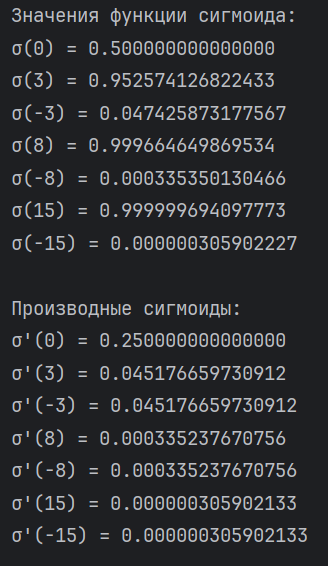 Значения функции сигмоида:
σ(0) = 0.500000000000000
σ(3) = 0.952574126822433
σ(-3) = 0.047425873177567
σ(8) = 0.999664649869534
σ(-8) = 0.000335350130466
σ(15) = 0.999999694097773
σ(-15) = 0.000000305902227
Производные сигмоиды:
σ'(0) = 0.250000000000000
σ'(3) = 0.045176659730912
σ'(-3) = 0.045176659730912
σ'(8) = 0.000335237670756
σ'(-8) = 0.000335237670756
σ'(15) = 0.000000305902133
σ'(-15) = 0.000000305902133